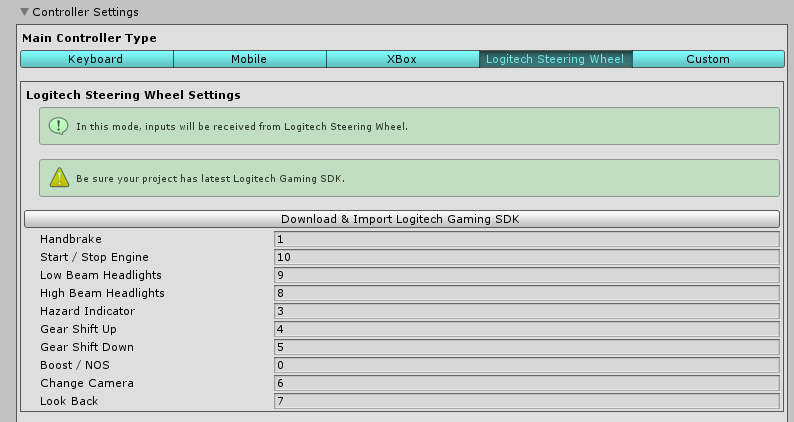 Controller Settings
Main Controller Type
Keyboard Mobile XBox Logitech Steering Wheel Custom
Logitech Steering Wheel Settings
In this mode, inputs will be received from Logitech Steering Wheel.
Be sure your project has latest Logitech Gaming SDK.
Download & Import Logitech Gaming SDK
Handbrake 1
Start / Stop Engine 10
Low Beam Headlights 9
High Beam Headlights 8
Hazard Indicator 3
Gear Shift Up 4
Gear Shift Down 5
Boost / NOS 0
Change Camera 6
Look Back 7